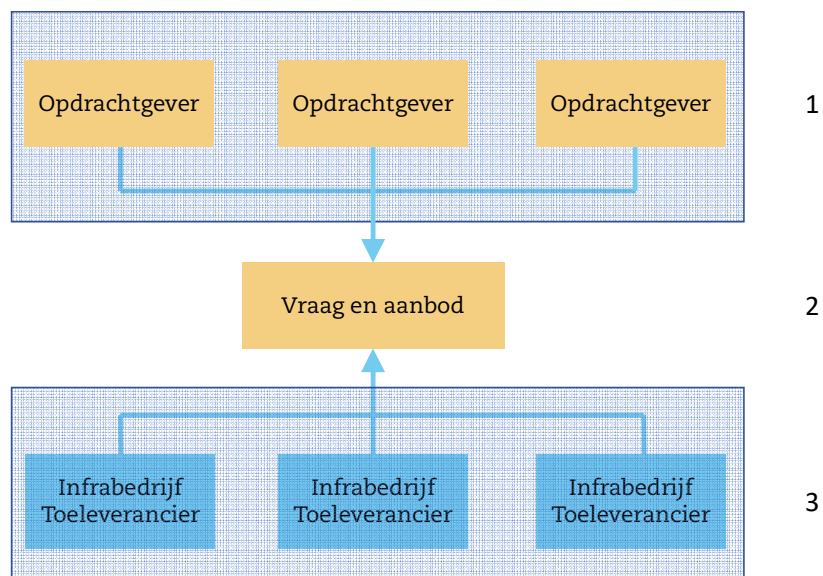 Opdrachtgever Opdrachtgever Opdrachtgever 1
Vraag en aanbod 2
Infrabedrijf Infrabedrijf Infrabedrijf
Toeleverancier Toeleverancier Toeleverancier 3